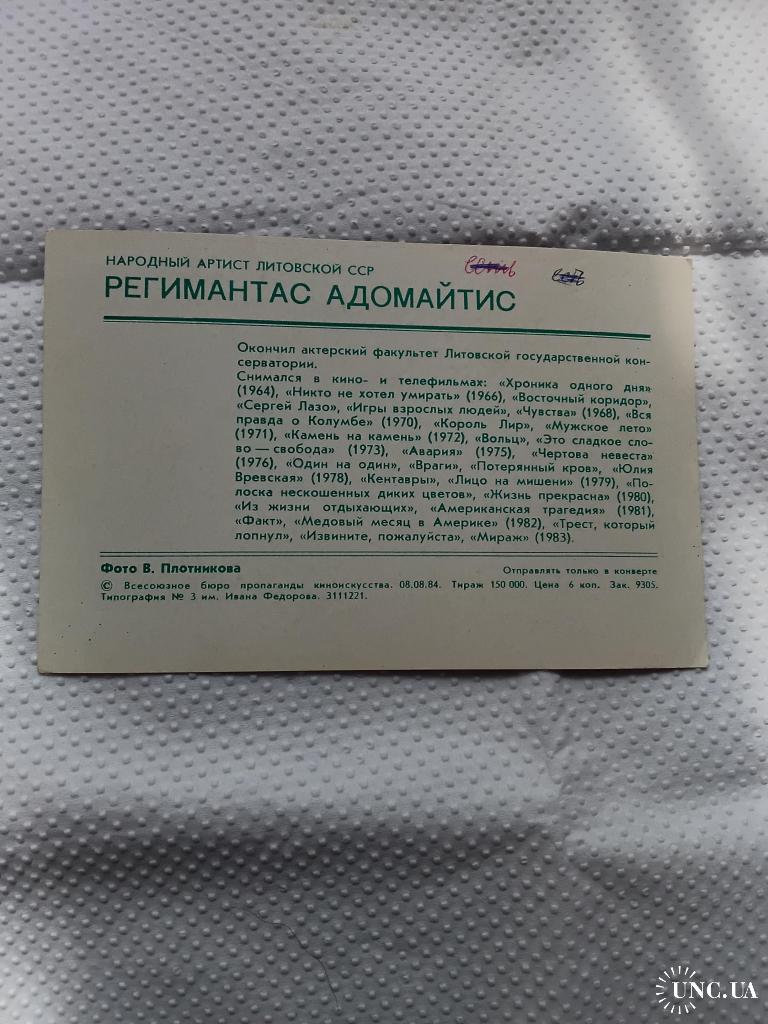 НАРОДНЫЙ АРТИСТ ЛИТОВСКОЙ ССР
РЕГИМАНТАС АДОМАЙТИС
Окончил актерский факультет Литовской государственной кон-
серватории.
Снимался в кино- и телефильмах: «Хроника одного дня»
(1964), «Никто не хотел умирать» (1966), «Восточный коридор»,
«Сергей Лазо», «Игры взрослых людей», «Чувства» (1968), «Вся
правда о Колумбе» (1970), «Король Лир», «Мужское лето»
(1971), «Камень на камень» (1972), «Вольц», «Это сладкое сло-
во — свобода» (1973), «Авария» (1975), «Чертова невеста»
(1976), «Один на один», «Враги», «Потерянный кров», «Юлия
Вревская» (1978), «Кентавры», «Лицо на мишени» (1979), «По-
лоска нескошенных диких цветов», «Жизнь прекрасна» (1980),
«Из жизни отдыхающих», «Американская трагедия» (1981),
«Факт», «Медовый месяц в Америке» (1982), «Трест, который
лопнул», «Извините, пожалуйста», «Мираж» (1983).
Фото В. Плотникова
Отправлять только в конверте
© Всесоюзное бюро пропаганды киноискусства. 08.08.84. Тираж 150 000. Цена 6 коп. Зак. 9305.
Типография № 3 им. Ивана Федорова. 3111221.
UNC.UA